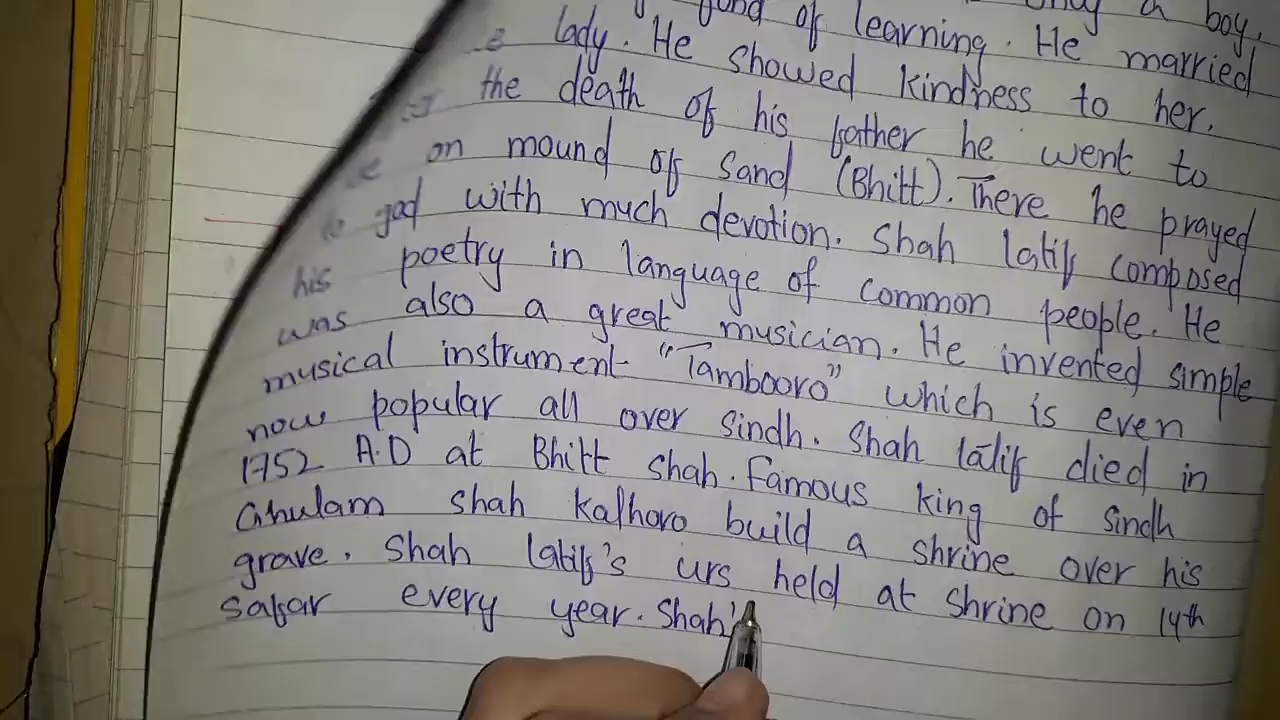 fond of learning. He married
lady. He showed kindness to her.
the death of his father he went to
on mound of Sand (Bhitt). There he prayed
god with much devotion. Shah latif composed
his poetry in language of common people. He
was also a great musician. He invented simple
musical instrument "Tambooro" which is even
now popular all over Sindh. Shah latif died in
1752 A.D at Bhitt Shah. Famous king of Sindh
Ghulam Shah Kalhoro build a shrine over his
grave. Shah latif's urs held at Shrine on 14th
safar every year. Shah'